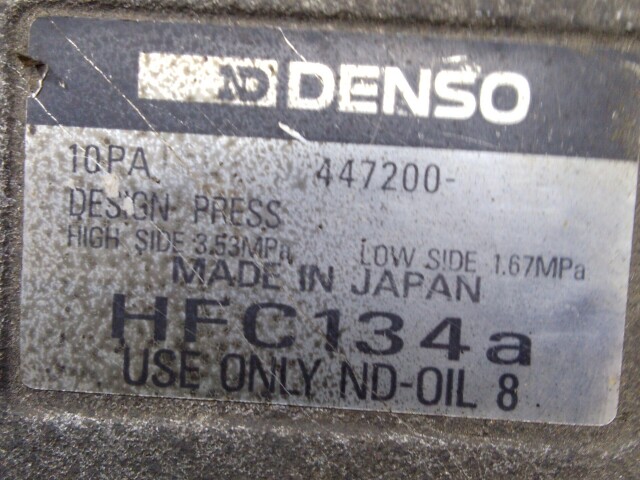 ND DENSO
10PA 447200-
DESIGN PRESS
HIGH SIDE 3.53MPa LOW SIDE 1.67MPa
MADE IN JAPAN
HFC134a
USE ONLY ND-OIL 8